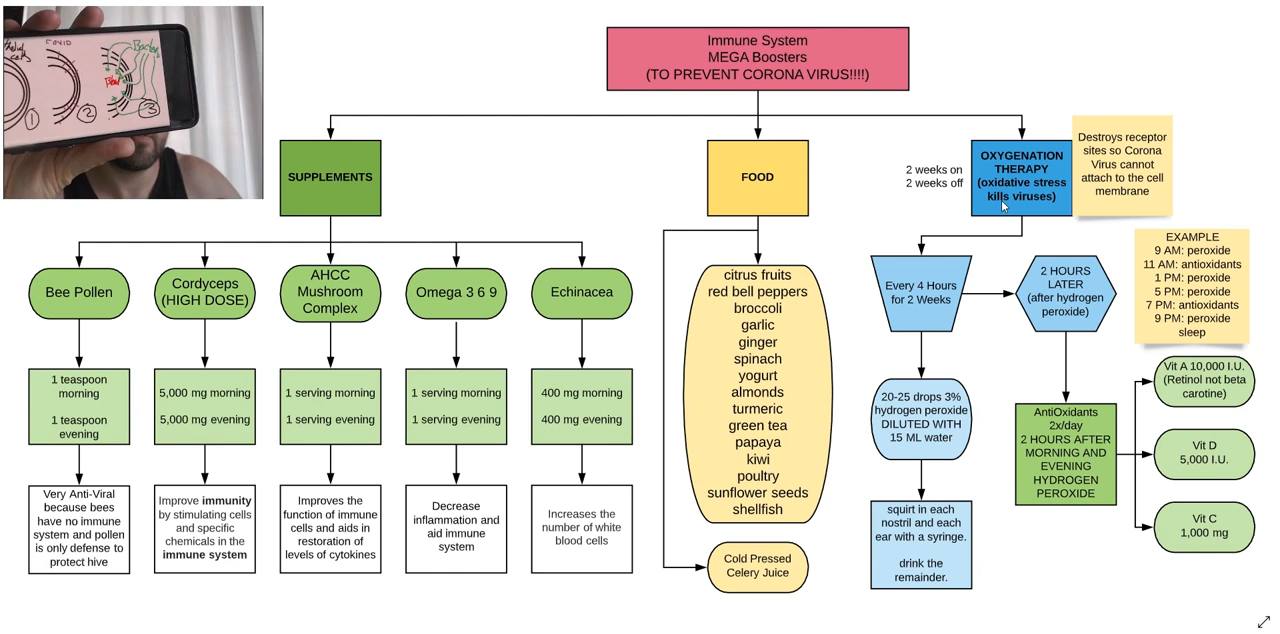 COVID
Bacteria
1
2
3
Immune System
MEGA Boosters
(TO PREVENT CORONA VIRUS!!!!)
SUPPLEMENTS
FOOD
2 weeks on
2 weeks off
OXYGENATION
THERAPY
(oxidative stress
kills viruses)
Destroys receptor
sites so Corona
Virus cannot
attach to the cell
membrane
Bee Pollen
Cordyceps
(HIGH DOSE)
AHCC
Mushroom
Complex
Omega 3 6 9
Echinacea
1 teaspoon
morning
1 teaspoon
evening
5,000 mg morning
5,000 mg evening
1 serving morning
1 serving evening
1 serving morning
1 serving evening
400 mg morning
400 mg evening
Very Anti-Viral
because bees
have no immune
system and pollen
is only defense to
protect hive
Improve immunity
by stimulating cells
and specific
chemicals in the
immune system
Improves the
function of immune
cells and aids in
restoration of
levels of cytokines
Decrease
inflammation and
aid immune
system
Increases the
number of white
blood cells
citrus fruits
red bell peppers
broccoli
garlic
ginger
spinach
yogurt
almonds
turmeric
green tea
papaya
kiwi
poultry
sunflower seeds
shellfish
Cold Pressed
Celery Juice
Every 4 Hours
for 2 Weeks
2 HOURS
LATER
(after hydrogen
peroxide)
EXAMPLE
9 AM: peroxide
11 AM: antioxidants
1 PM: peroxide
5 PM: peroxide
7 PM: antioxidants
9 PM: peroxide
sleep
20-25 drops 3%
hydrogen peroxide
DILUTED WITH
15 ML water
squirt in each
nostril and each
ear with a syringe.
drink the
remainder.
AntiOxidants
2x/day
2 HOURS AFTER
MORNING AND
EVENING
HYDROGEN
PEROXIDE
Vit A 10,000 I.U.
(Retinol not beta
carotine)
Vit D
5,000 I.U.
Vit C
1,000 mg